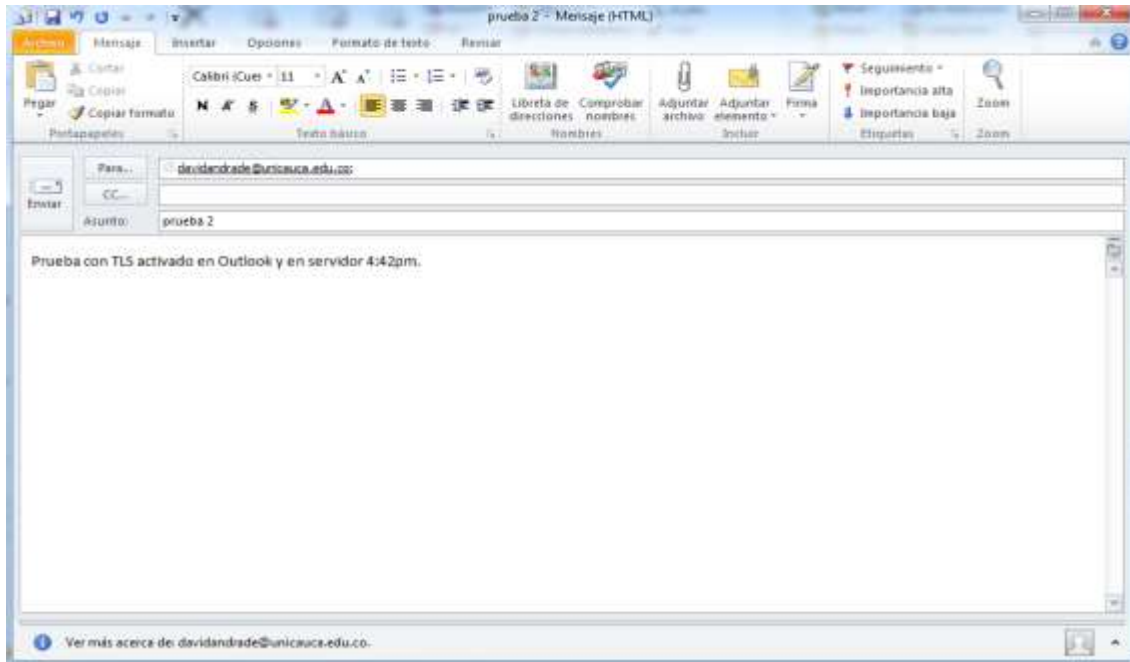 prueba 2 - Mensaje (HTML)
Archivo Mensaje Insertar Opciones Formato de texto Revisar
Pegar
Cortar
Copiar
Copiar formato
Portapapeles
Calibri (Cuer 11
N K S
Texto básico
Libreta de direcciones
Comprobar nombres
Nombres
Adjuntar archivo
Adjuntar elemento
Firma
Incluir
Seguimiento
Importancia alta
Importancia baja
Etiquetas
Zoom
Zoom
Enviar
Para... davidandrade@unicauca.edu.co;
CC...
Asunto: prueba 2
Prueba con TLS activado en Outlook y en servidor 4:42pm.
Ver más acerca de: davidandrade@unicauca.edu.co.